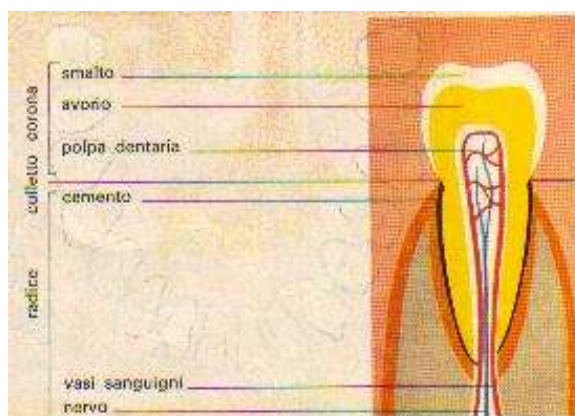 smalto
avorio
polpa dentaria
cemento
vasi sanguigni
nervo
corona
colletto
radice